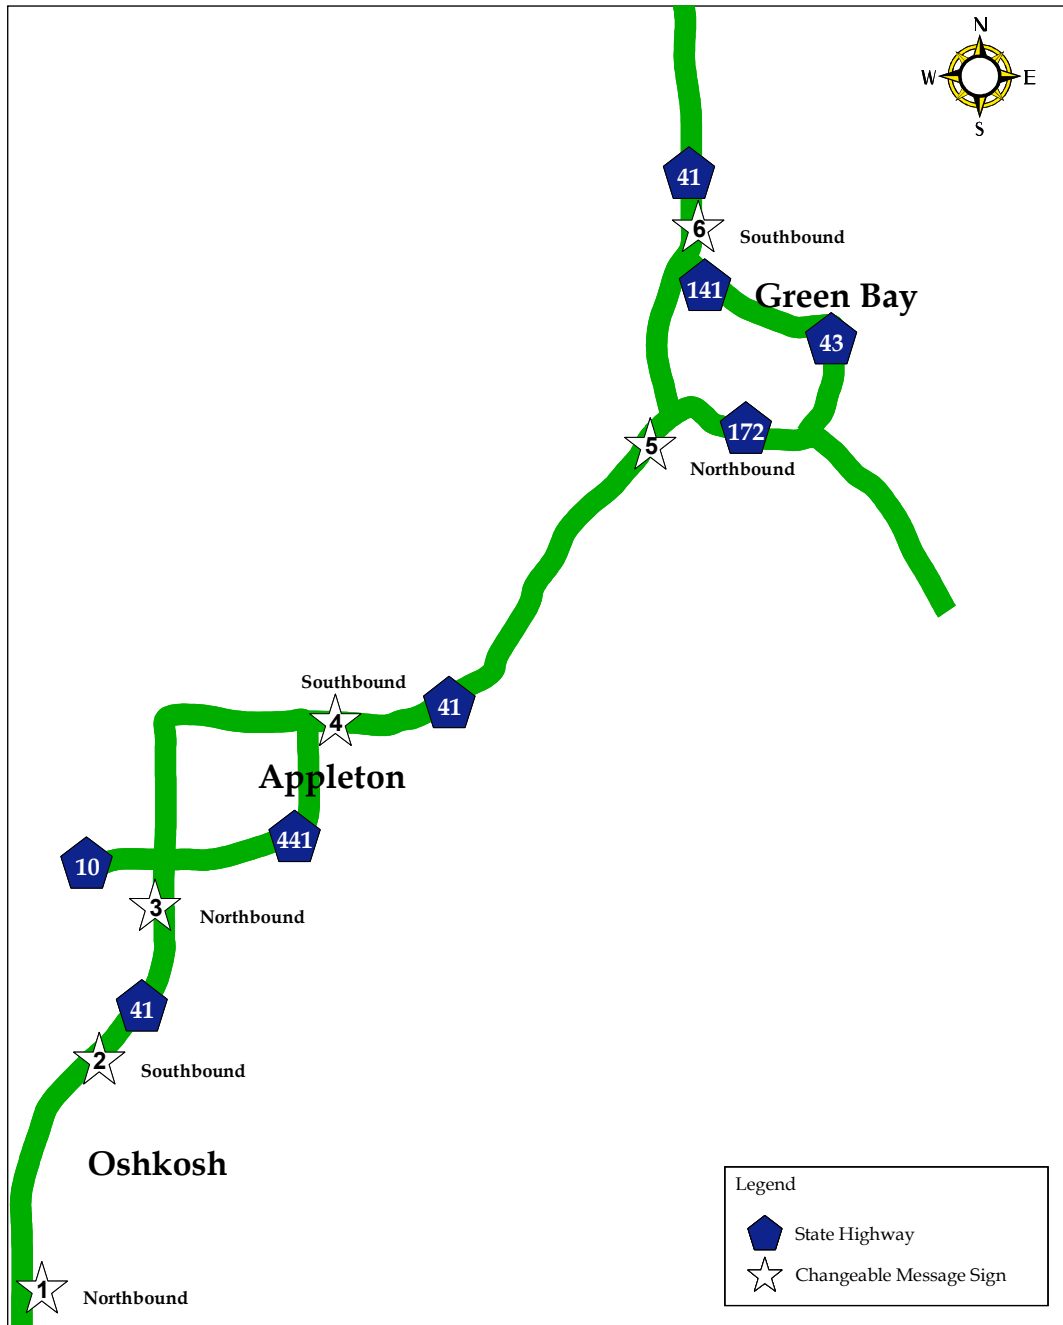 N
W E
S
41
6
Southbound
141
Green Bay
43
172
5
Northbound
Southbound
41
4
Appleton
441
10
3
Northbound
41
2
Southbound
Oshkosh
Legend
State Highway
Changeable Message Sign
1
Northbound